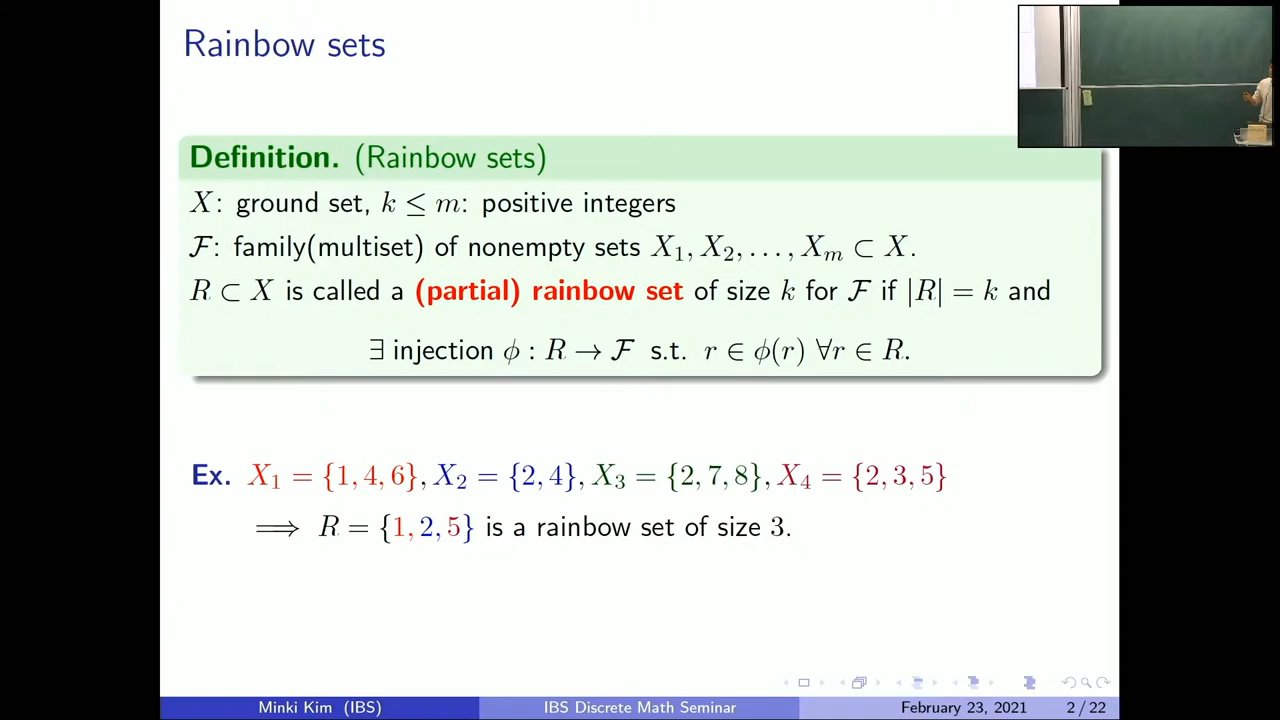 Rainbow sets
Definition. (Rainbow sets)
X: ground set, k ≤ m: positive integers
𝓕: family(multiset) of nonempty sets X₁, X₂, . . . , Xₘ ⊂ X.
R ⊂ X is called a (partial) rainbow set of size k for 𝓕 if |R| = k and
∃ injection ϕ : R → 𝓕 s.t. r ∈ ϕ(r) ∀r ∈ R.
Ex. X₁ = {1, 4, 6}, X₂ = {2, 4}, X₃ = {2, 7, 8}, X₄ = {2, 3, 5}
⟹ R = {1, 2, 5} is a rainbow set of size 3.
Minki Kim (IBS) IBS Discrete Math Seminar February 23, 2021 2 / 22